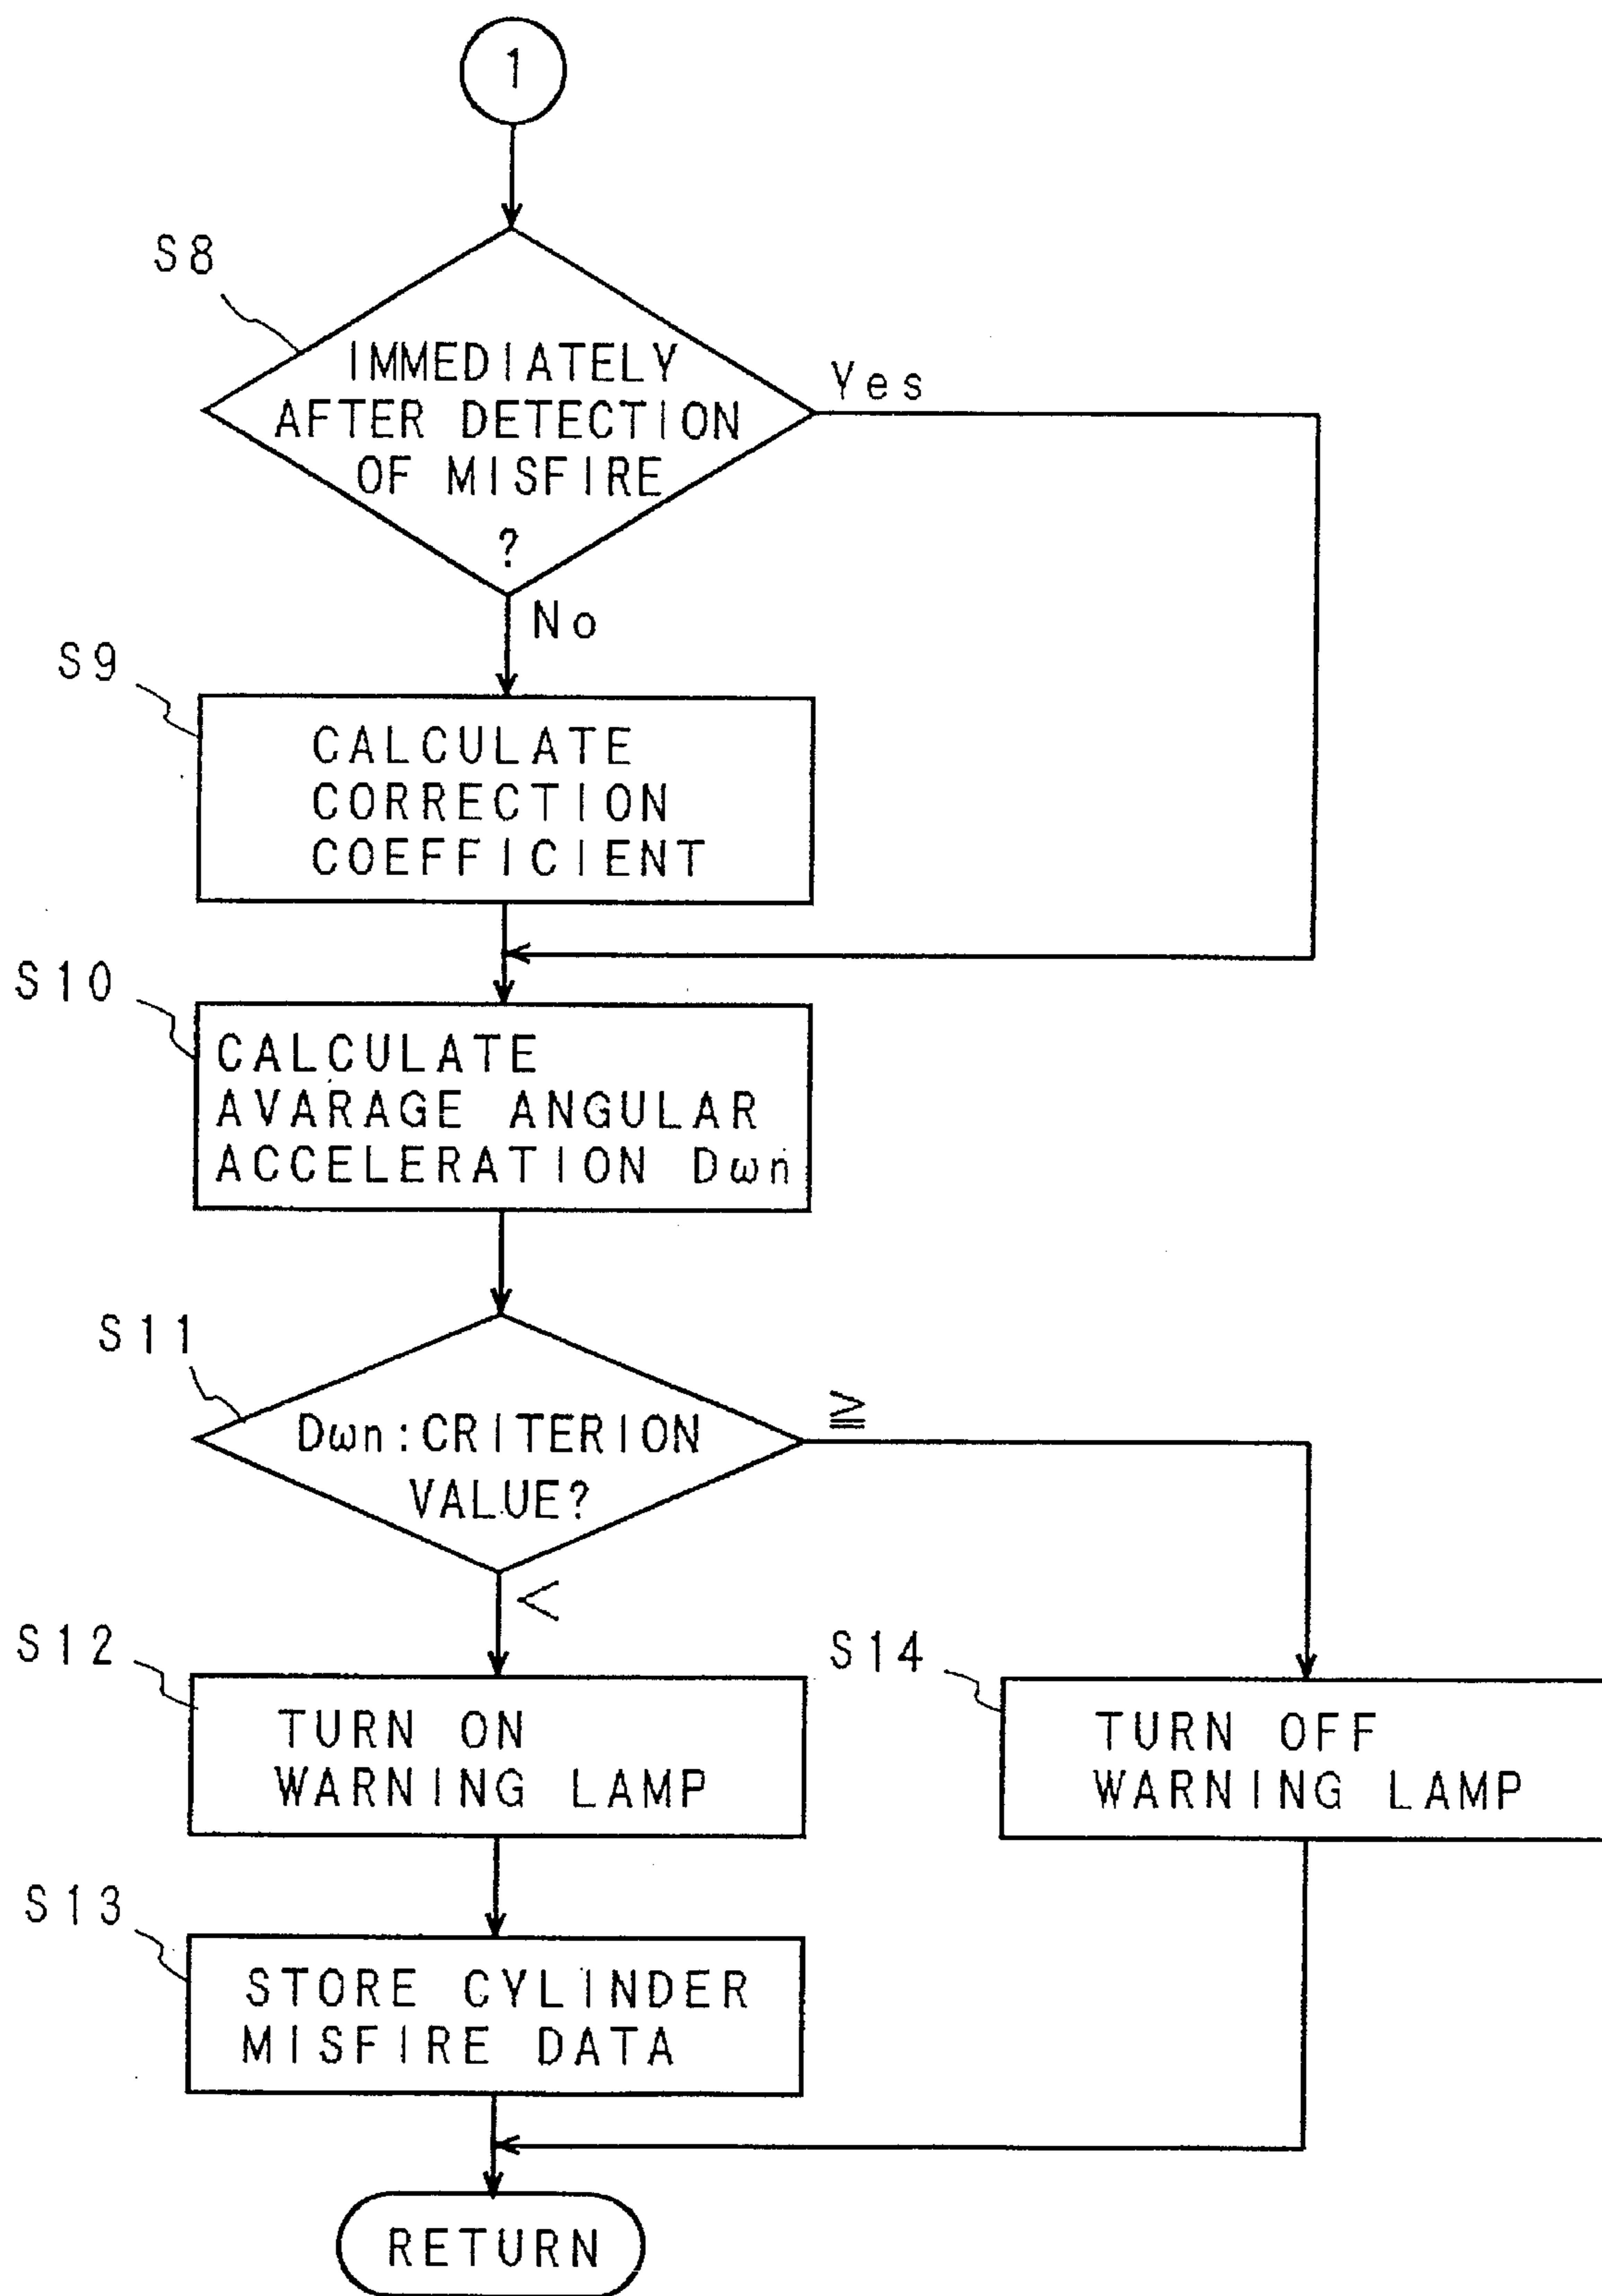 1
S8
IMMEDIATELY
AFTER DETECTION
OF MISFIRE
?
Yes
No
S9
CALCULATE
CORRECTION
COEFFICIENT
S10
CALCULATE
AVARAGE ANGULAR
ACCELERATION Dωn
S11
Dωn:CRITERION
VALUE?
≧
<
S12
TURN ON
WARNING LAMP
S14
TURN OFF
WARNING LAMP
S13
STORE CYLINDER
MISFIRE DATA
RETURN